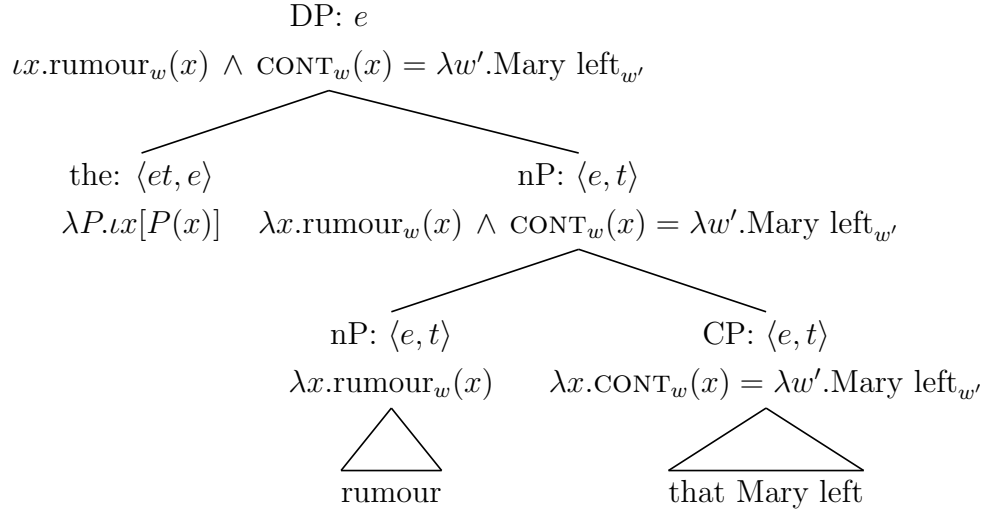 DP: e
ιx.rumour_w(x) ∧ CONT_w(x) = λw′.Mary left_w′
the: ⟨et, e⟩ nP: ⟨e, t⟩
λP.ιx[P(x)] λx.rumour_w(x) ∧ CONT_w(x) = λw′.Mary left_w′
nP: ⟨e, t⟩ CP: ⟨e, t⟩
λx.rumour_w(x) λx.CONT_w(x) = λw′.Mary left_w′
rumour that Mary left